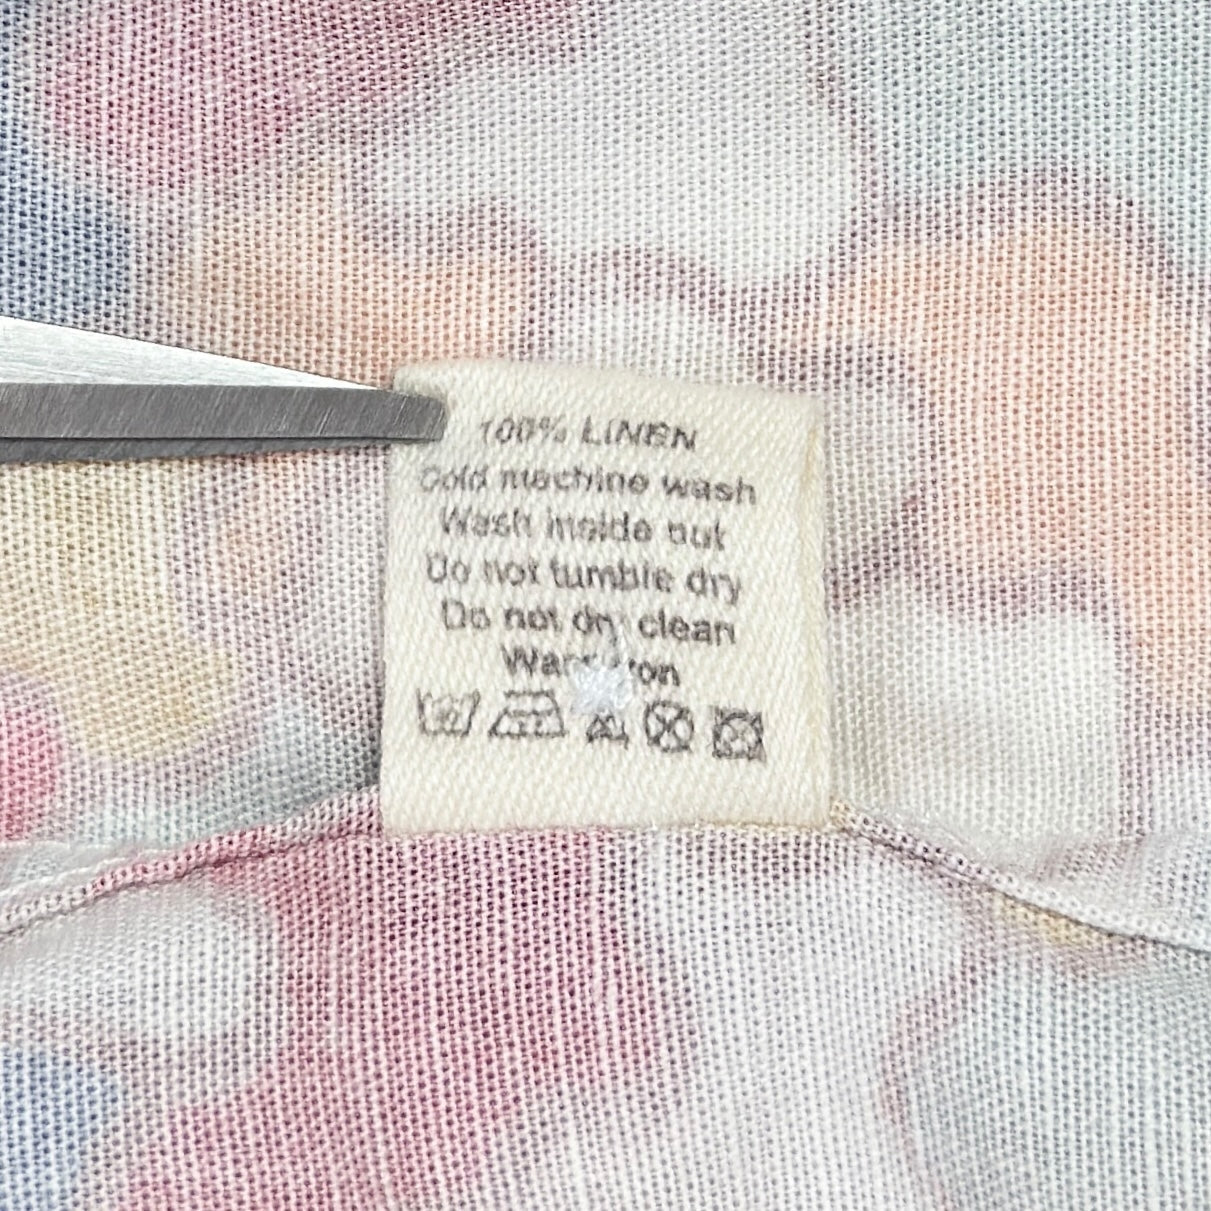 100% LINEN
Cold machine wash
Wash inside out
Do not tumble dry
Do not dry clean
Warm iron